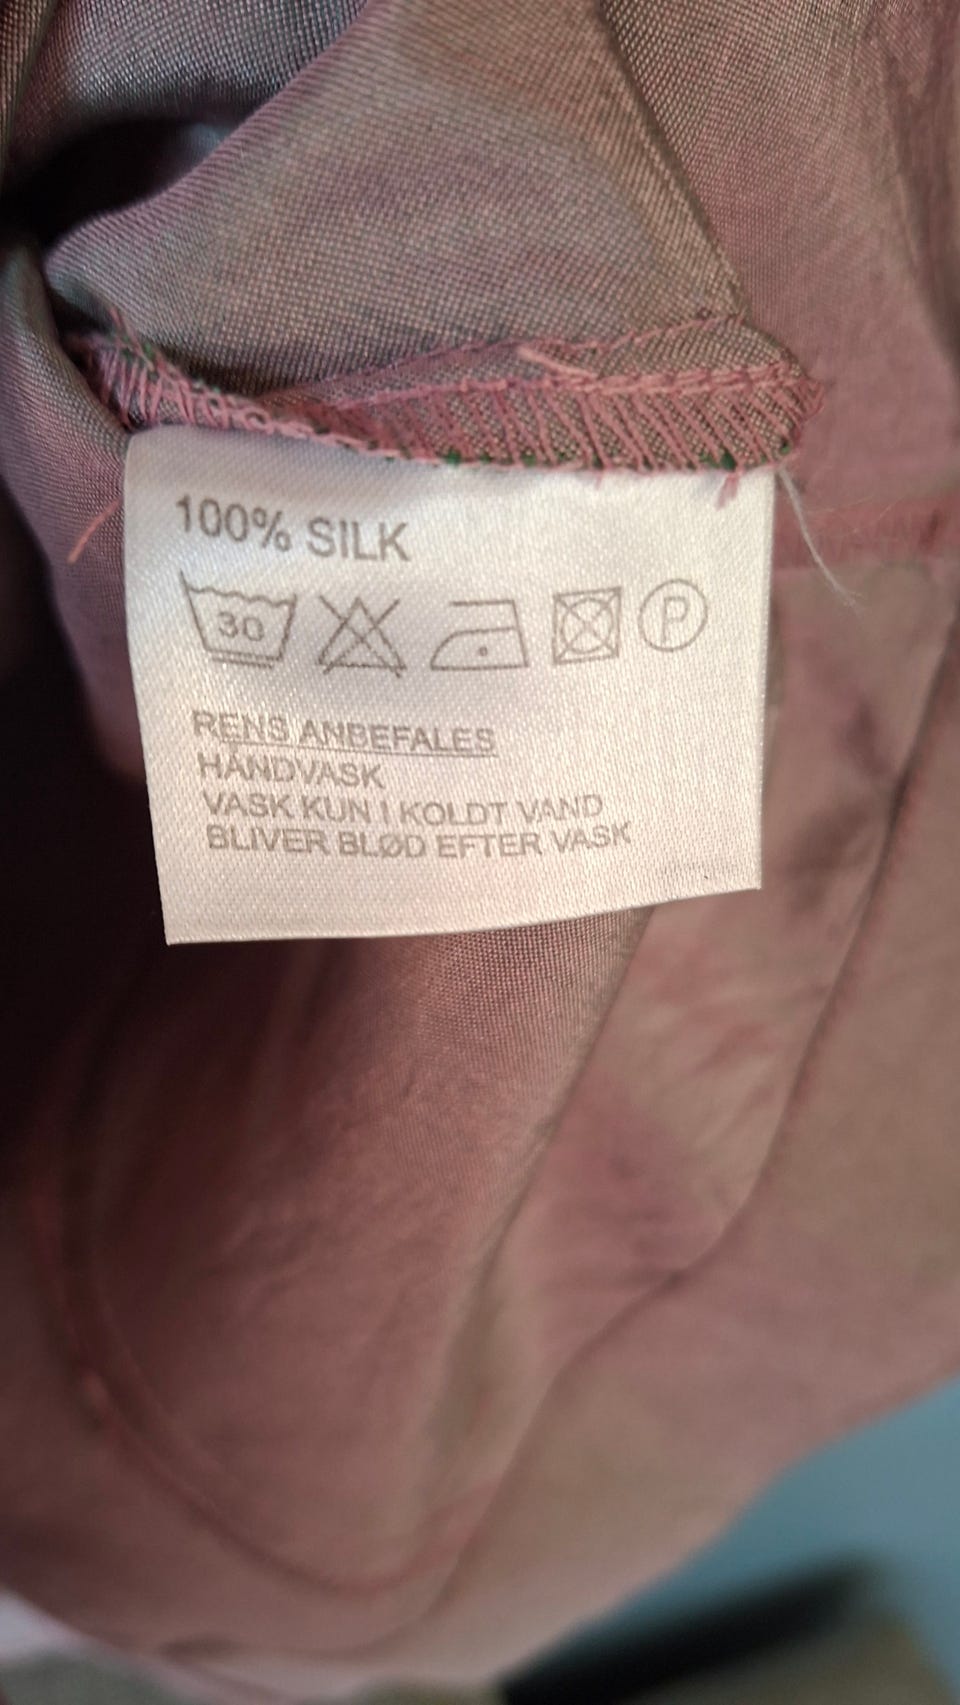 100% SILK
30 P
RENS ANBEFALES
HÅNDVASK
VASK KUN I KOLDT VAND
BLIVER BLØD EFTER VASK